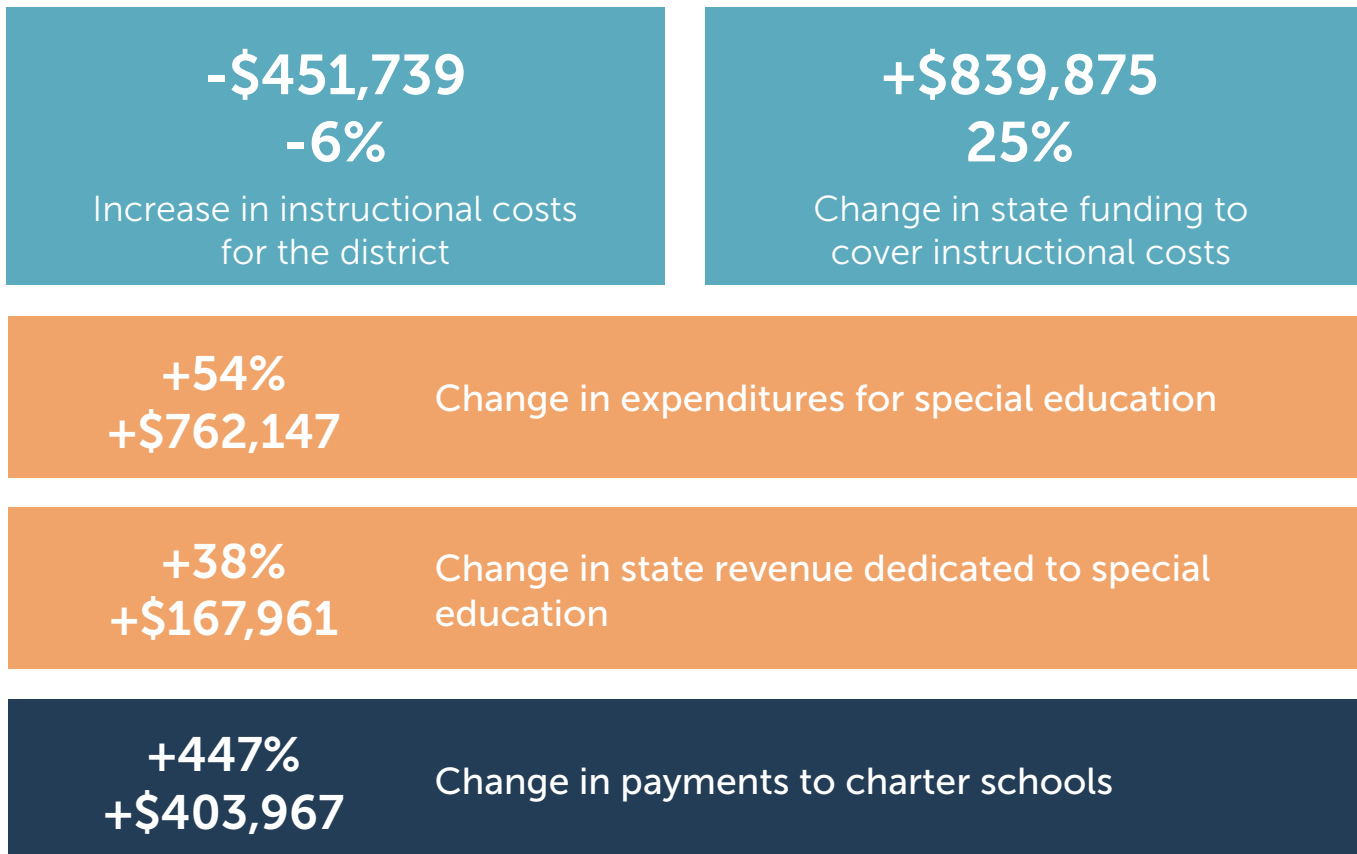 -$451,739
-6%
Increase in instructional costs
for the district
+$839,875
25%
Change in state funding to
cover instructional costs
+54%
+$762,147
Change in expenditures for special education
+38%
+$167,961
Change in state revenue dedicated to special
education
+447%
+$403,967
Change in payments to charter schools